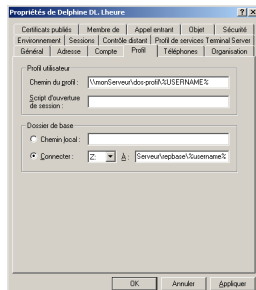 Propriétés de Delphine DL. Lheure
Certificats publiés Membre de Appel entrant Objet Sécurité
Environnement Sessions Contrôle distant Profil de services Terminal Server
Général Adresse Compte Profil Téléphones Organisation
Profil utilisateur
Chemin du profil : \\monServeur\dos-profil\%USERNAME%
Script d'ouverture
de session :
Dossier de base
Chemin local :
Connecter : Z: À : Serveur\repbase\%username%
OK Annuler Appliquer